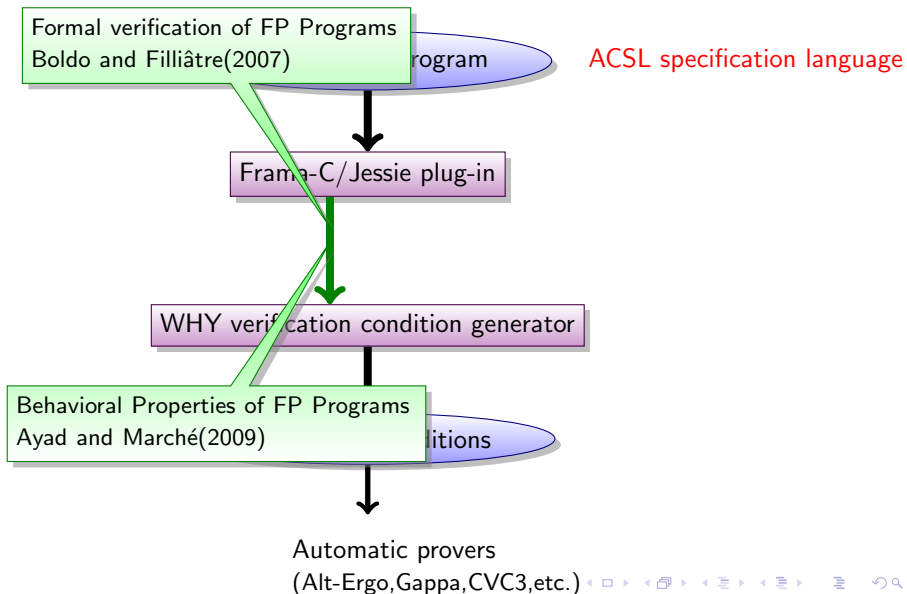 Formal verification of FP Programs
Boldo and Filliâtre(2007)
rogram
ACSL specification language
Frama-C/Jessie plug-in
WHY verification condition generator
Behavioral Properties of FP Programs
Ayad and Marché(2009)
ditions
Automatic provers
(Alt-Ergo,Gappa,CVC3,etc.)